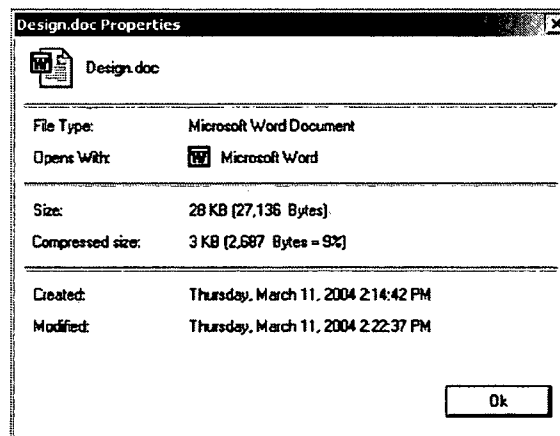 Design.doc Properties
Design.doc
File Type: Microsoft Word Document
Opens With: Microsoft Word
Size: 28 KB (27,136 Bytes)
Compressed size: 3 KB (2,687 Bytes = 9%)
Created: Thursday, March 11, 2004 2:14:42 PM
Modified: Thursday, March 11, 2004 2:22:37 PM
Ok